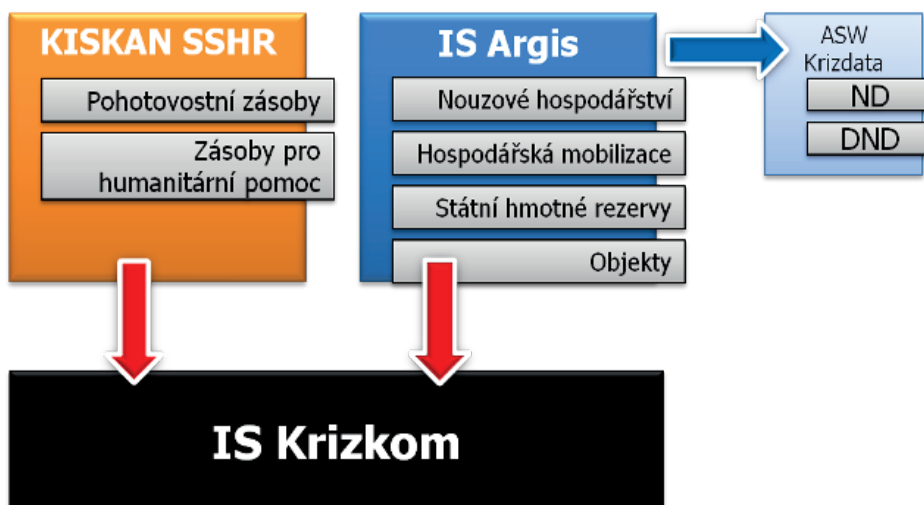 KISKAN SSHR
Pohotovostní zásoby
Zásoby pro
humanitární pomoc
IS Argis
Nouzové hospodářství
Hospodářská mobilizace
Státní hmotné rezervy
Objekty
ASW
Krizdata
ND
DND
IS Krizkom